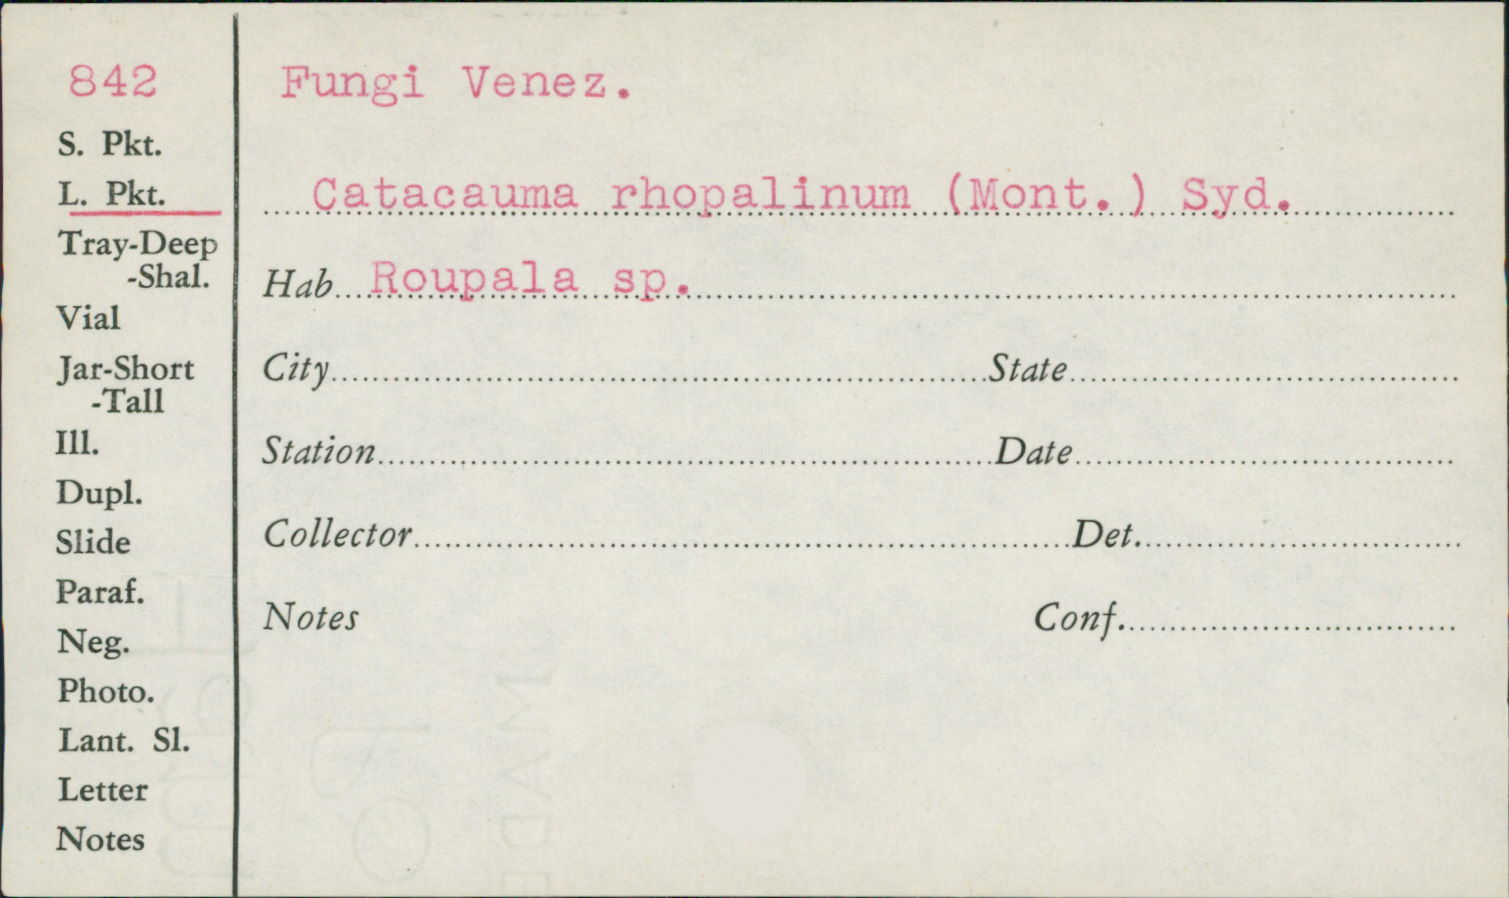 842
Fungi Venez.
S. Pkt.
L. Pkt.
Catacauma rhopalinum (Mont.) Syd.
Tray-Deep
-Shal.
Hab Roupala sp.
Vial
Jar-Short
-Tall
City State
Ill.
Station Date
Dupl.
Slide
Collector Det.
Paraf.
Notes Conf.
Neg.
Photo.
Lant. Sl.
Letter
Notes